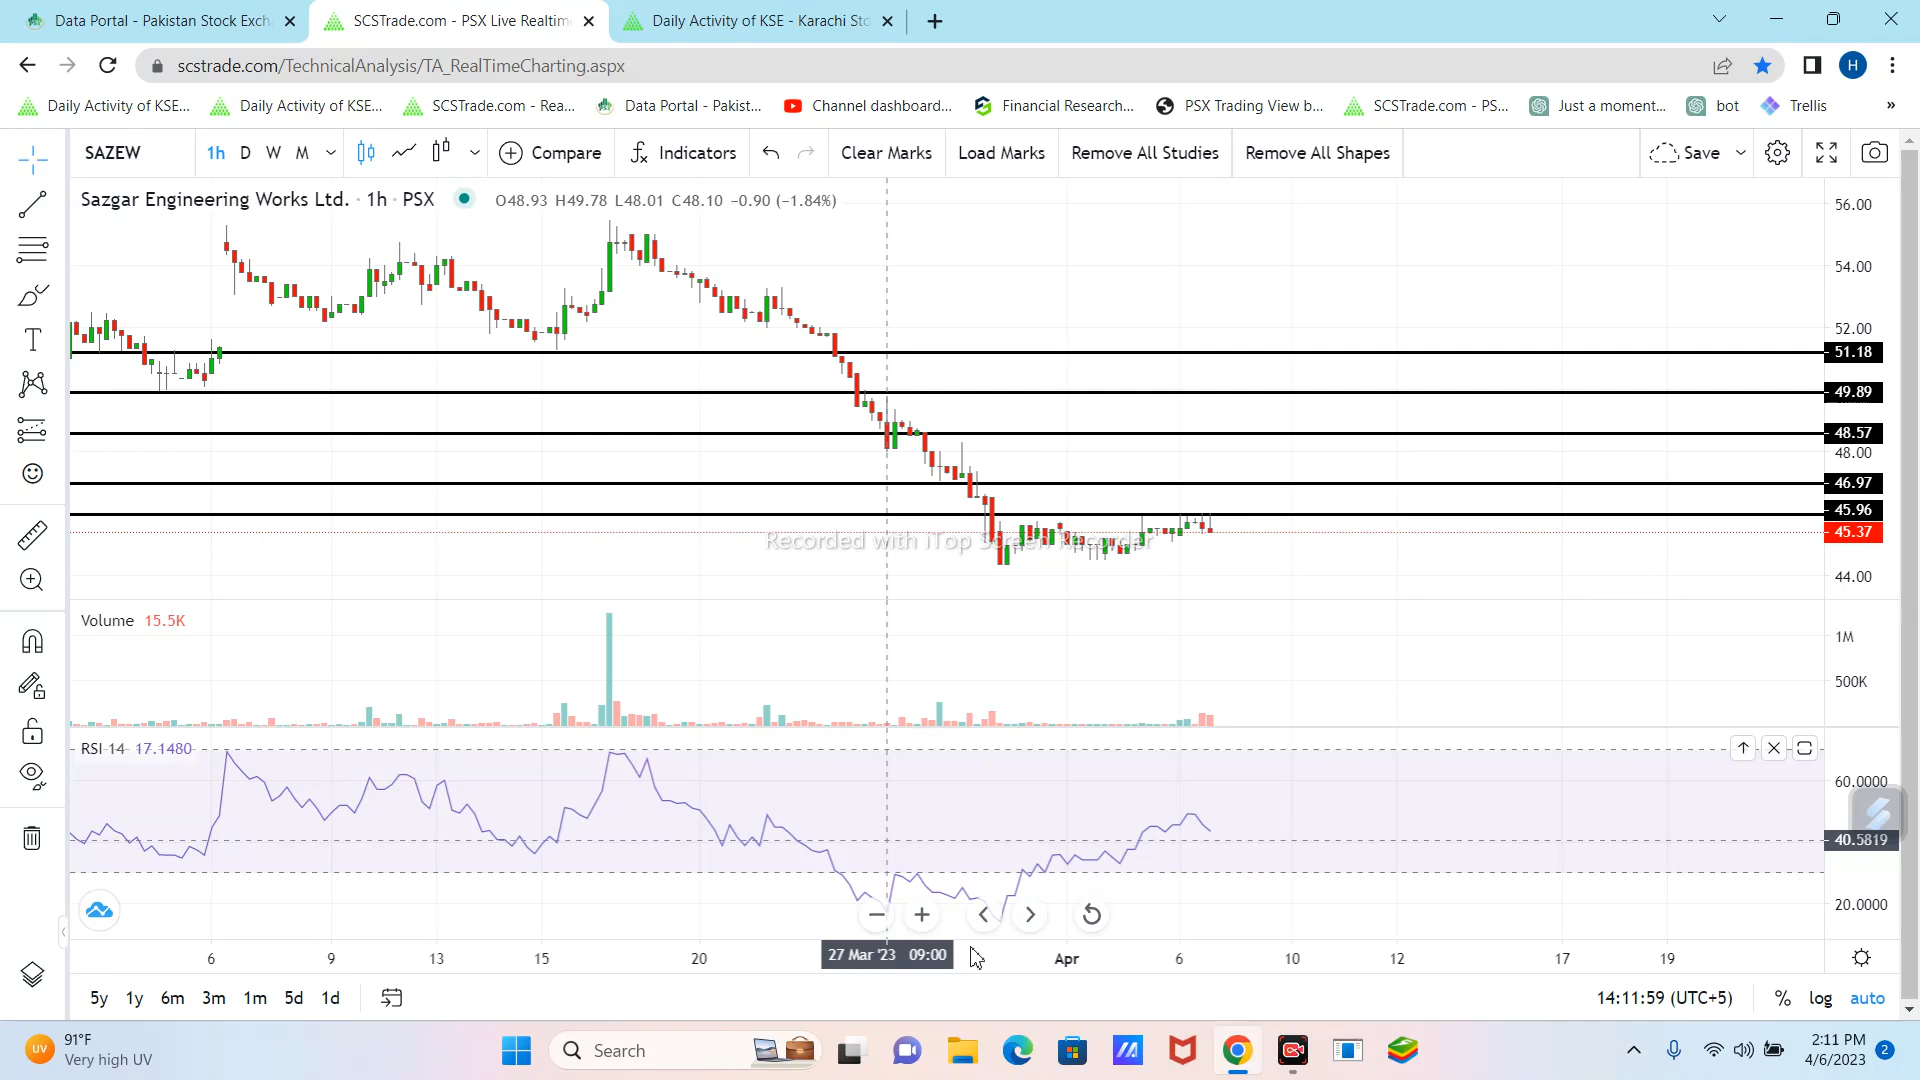 Data Portal - Pakistan Stock Exch
SCSTrade.com - PSX Live Realtim
Daily Activity of KSE - Karachi Sto
scstrade.com/TechnicalAnalysis/TA_RealTimeCharting.aspx
H
Daily Activity of KSE...
Daily Activity of KSE...
SCSTrade.com - Rea...
Data Portal - Pakist...
Channel dashboard...
Financial Research...
PSX Trading View b...
SCSTrade.com - PS...
Just a moment...
bot
Trellis
»
SAZEW
1h D W M
Compare
Indicators
Clear Marks
Load Marks
Remove All Studies
Remove All Shapes
Save
Sazgar Engineering Works Ltd. · 1h · PSX
O48.93 H49.78 L48.01 C48.10 −0.90 (−1.84%)
56.00
54.00
52.00
51.18
49.89
48.57
48.00
46.97
45.96
45.37
44.00
Recorded with iTop Screen Recorder
Volume 15.5K
1M
500K
RSI 14 17.1480
60.0000
40.5819
20.0000
6 9 13 15 20 27 Mar '23 09:00 Apr 6 10 12 17 19
5y 1y 6m 3m 1m 5d 1d
14:11:59 (UTC+5)
% log auto
UV
91°F
Very high UV
Search
2:11 PM
4/6/2023
2